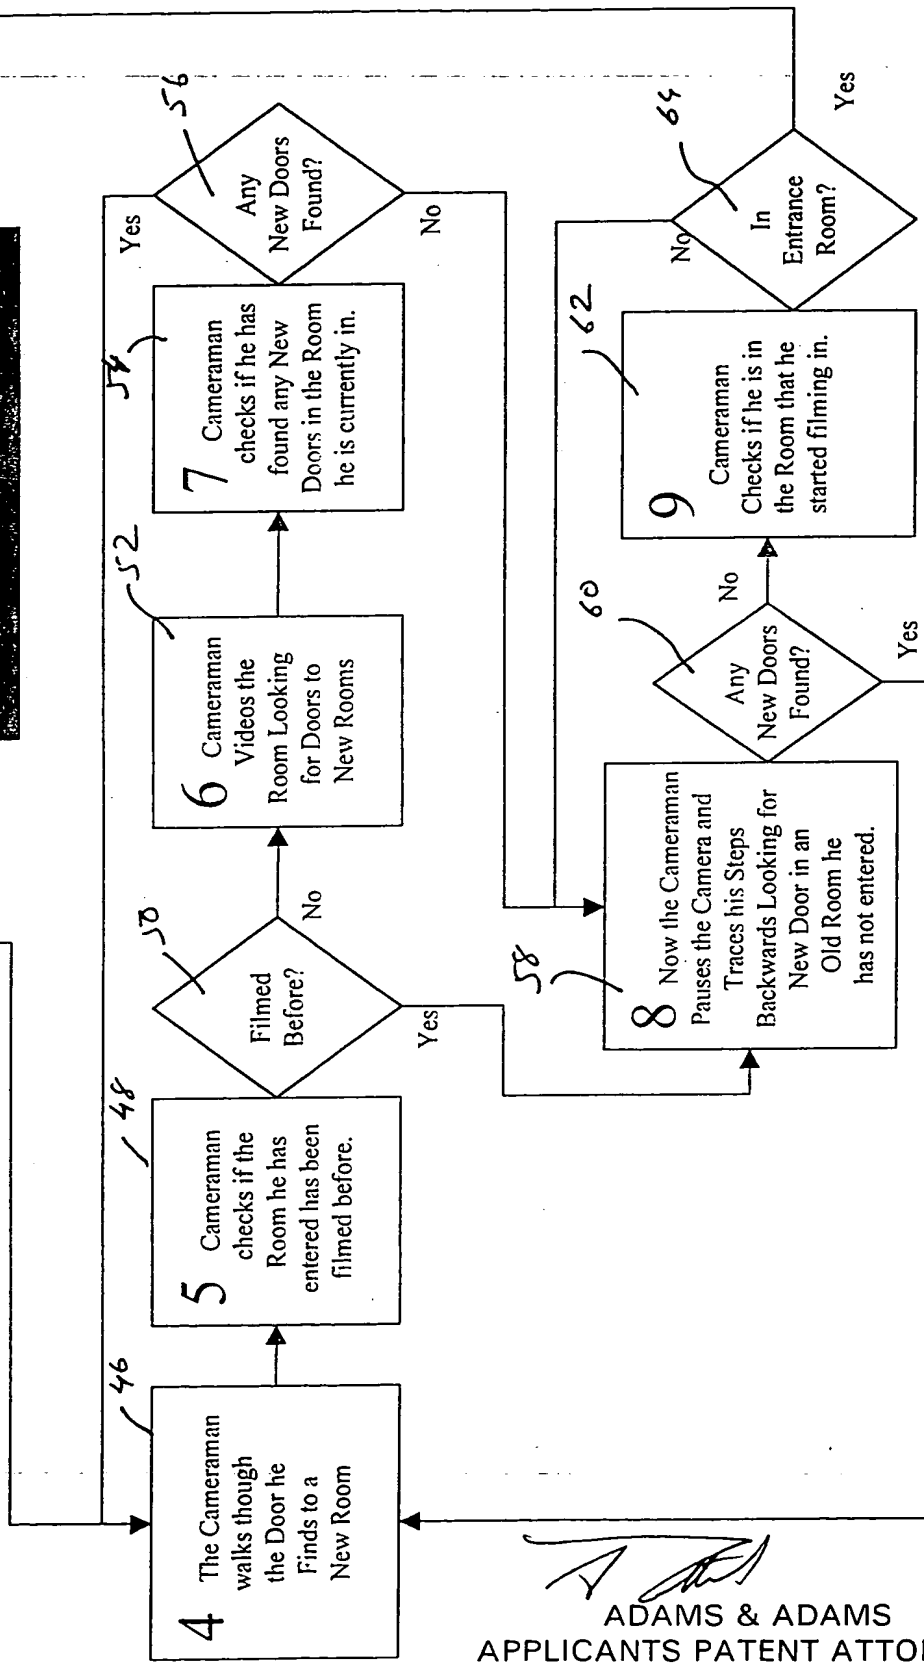 46
4 The Cameraman
walks though
the Door he
Finds to a
New Room
48
5 Cameraman
checks if the
Room he has
entered has been
filmed before.
50
Filmed
Before?
No
Yes
52
6 Cameraman
Videos the
Room Looking
for Doors to
New Rooms
54
7 Cameraman
checks if he has
found any New
Doors in the Room
he is currently in.
56
Any
New Doors
Found?
Yes
No
58
8 Now the Cameraman
Pauses the Camera and
Traces his Steps
Backwards Looking for
New Door in an
Old Room he
has not entered.
60
Any
New Doors
Found?
No
Yes
62
9 Cameraman
Checks if he is in
the Room that he
started filming in.
64
In
Entrance
Room?
No
Yes
ADAMS & ADAMS
APPLICANTS PATENT ATTO